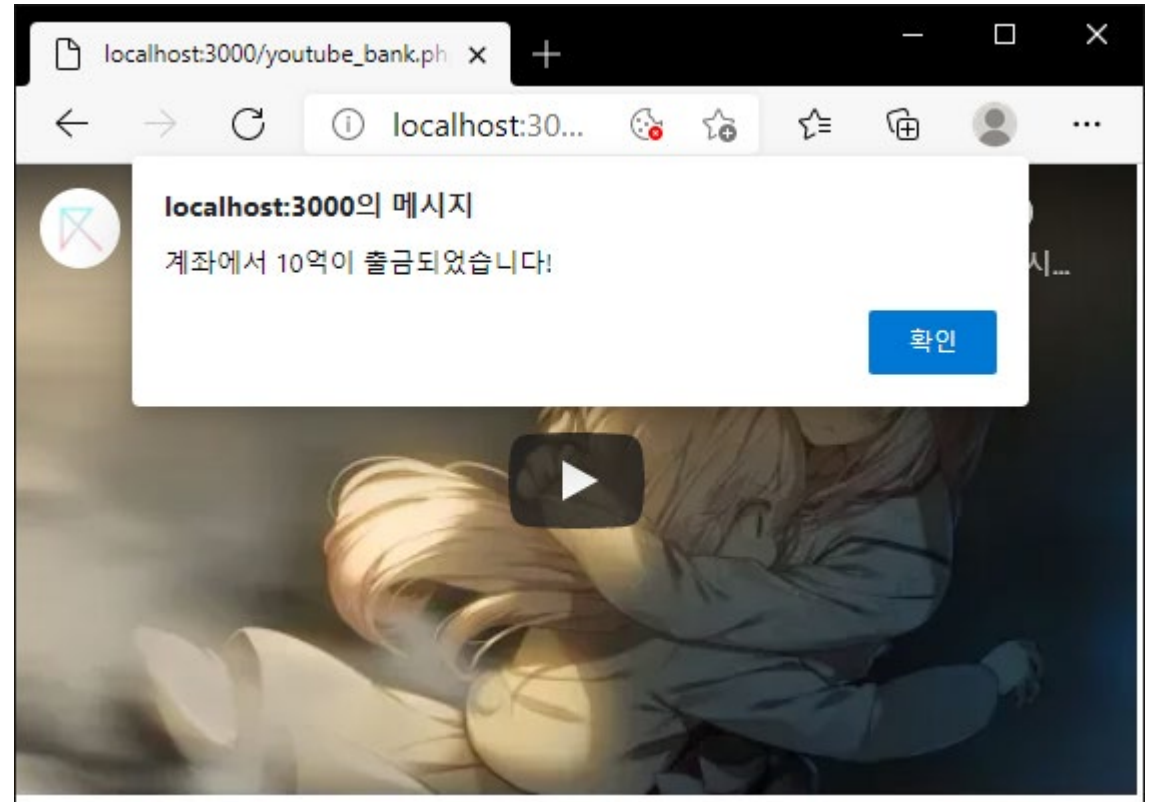 localhost:3000/youtube_bank.ph
localhost:30...
localhost:3000의 메시지
계좌에서 10억이 출금되었습니다!
시...
확인